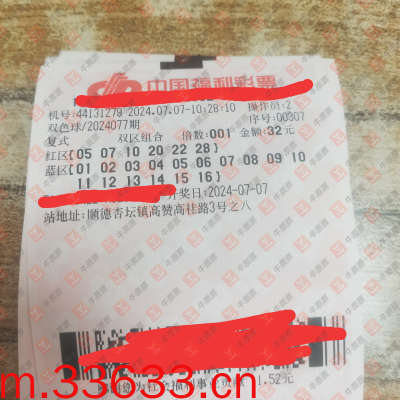 中国福利彩票
机号:44131279 2024.07.07-10:28:10 操作员:2
双色球/2024077期 序号:00307
复式 双区组合 倍数:001 金额:32元
红区[05 07 10 20 22 28]
蓝区[01 02 03 04 05 06 07 08 09 10
11 12 13 14 15 16]
开奖日:2024-07-07
站地址:顺德杏坛镇高赞高社路3号之八
1.52元
m.33633.cn